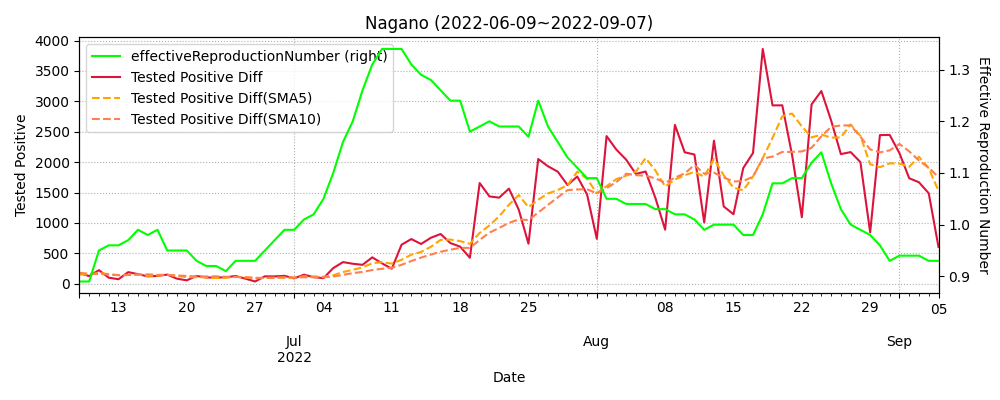 Nagano (2022-06-09~2022-09-07)
effectiveReproductionNumber (right)
Tested Positive Diff
Tested Positive Diff(SMA5)
Tested Positive Diff(SMA10)
Tested Positive
4000
3500
3000
2500
2000
1500
1000
500
0
1.3
1.2
1.1
1.0
0.9
Effective Reproduction Number
13 20 27 04 11 18 25 08 15 22 29 05
Jul Aug Sep
2022
Date